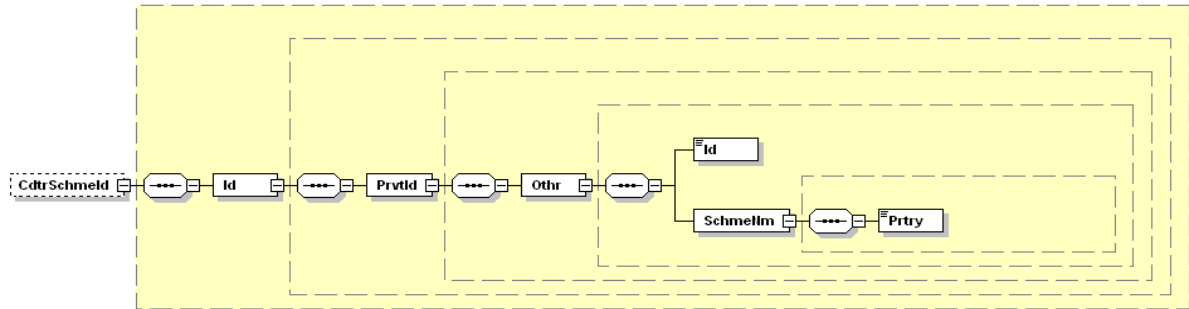 Id
CdtrSchmeId
Id
PrvtId
Othr
SchmeNm
Prtry